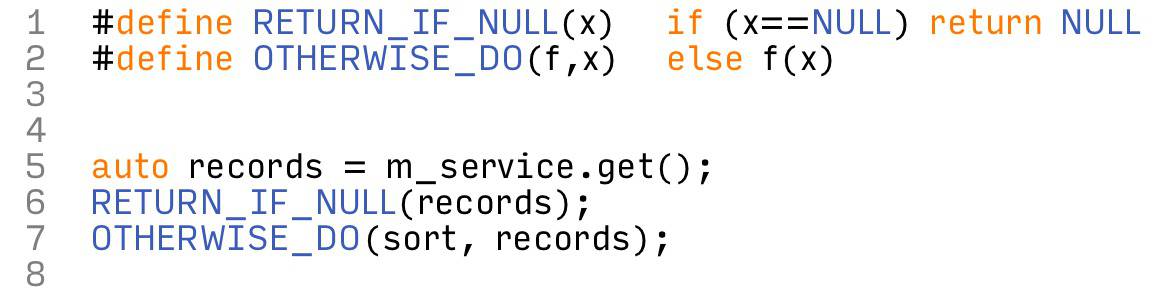 1 #define RETURN_IF_NULL(x) if (x==NULL) return NULL
2 #define OTHERWISE_DO(f,x) else f(x)
3
4
5 auto records = m_service.get();
6 RETURN_IF_NULL(records);
7 OTHERWISE_DO(sort, records);
8